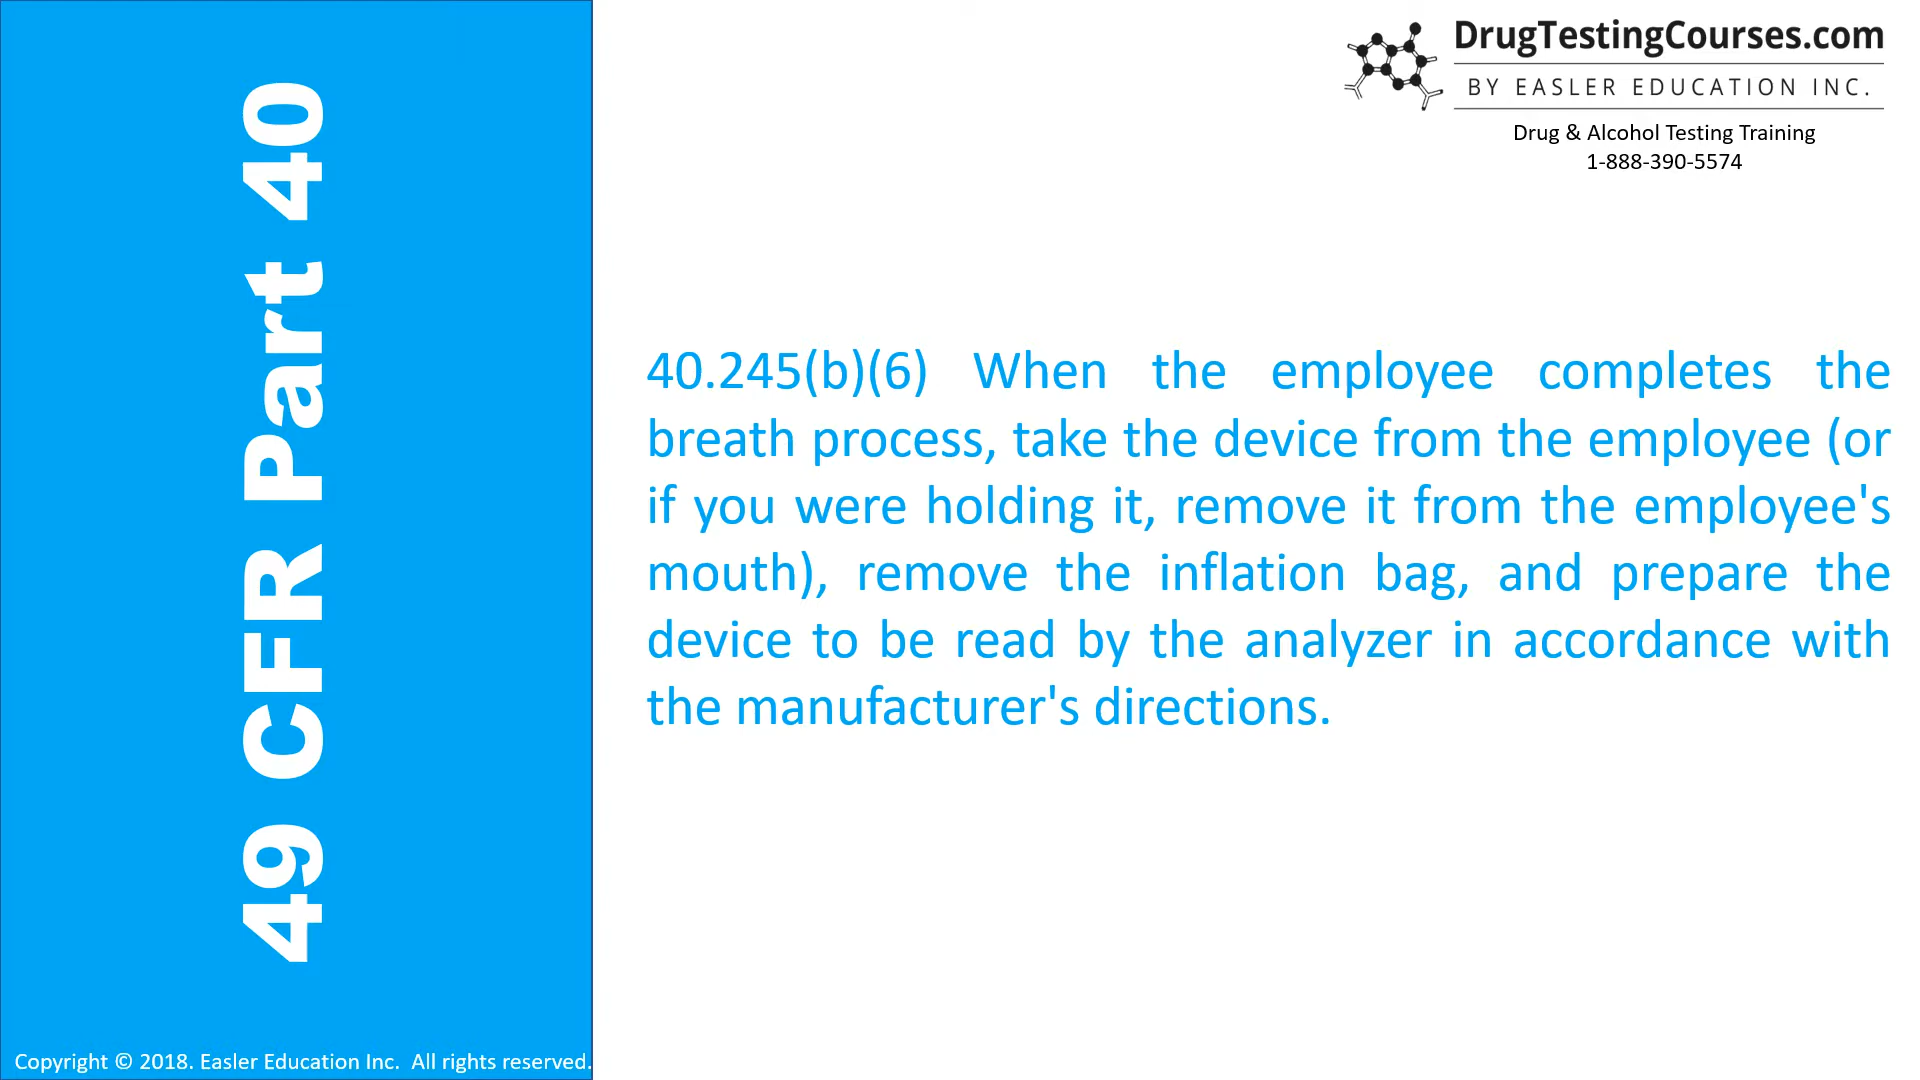 49 CFR Part 40
DrugTestingCourses.com
BY EASLER EDUCATION INC.
Drug & Alcohol Testing Training
1-888-390-5574
40.245(b)(6) When the employee completes the
breath process, take the device from the employee (or
if you were holding it, remove it from the employee's
mouth), remove the inflation bag, and prepare the
device to be read by the analyzer in accordance with
the manufacturer's directions.
Copyright © 2018. Easler Education Inc. All rights reserved.